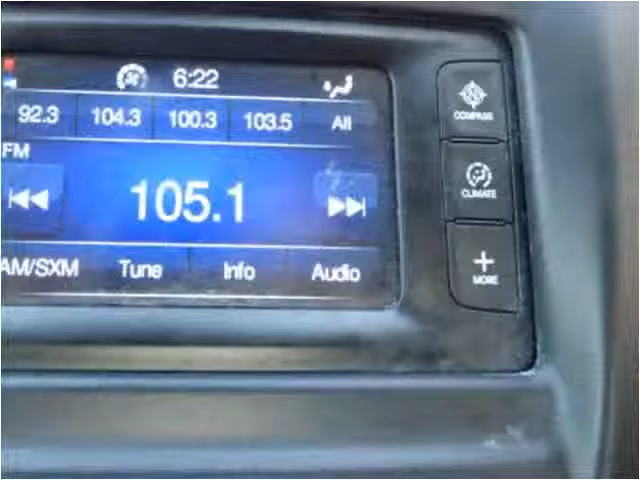 6:22
92.3 104.3 100.3 103.5 All
FM
105.1
AM/SXM Tune Info Audio
COMPASS
CLIMATE
+
MORE